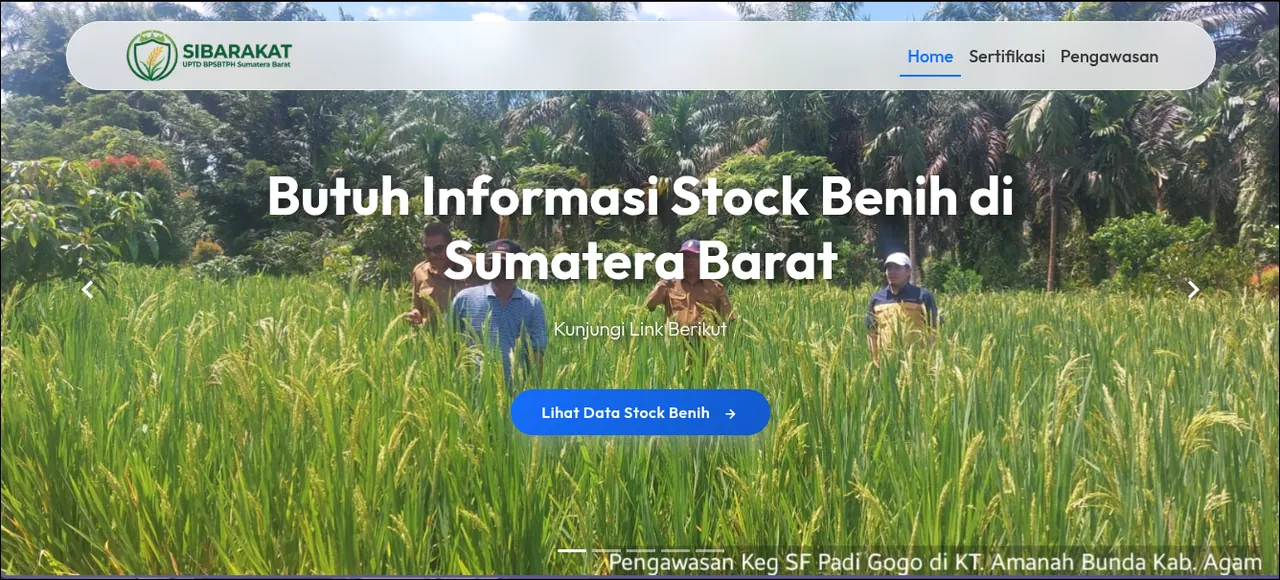 SIBARAKAT
UPTD BPSBTPH Sumatera Barat
Home Sertifikasi Pengawasan
Butuh Informasi Stock Benih di
Sumatera Barat
Kunjungi Link Berikut
Lihat Data Stock Benih
Pengawasan Keg SF Padi Gogo di KT. Amanah Bunda Kab. Agam